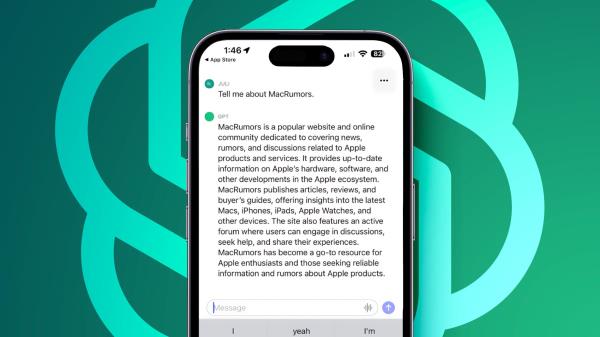 1:46
82
App Store
JUJU
Tell me about MacRumors.
GPT
MacRumors is a popular website and online
community dedicated to covering news,
rumors, and discussions related to Apple
products and services. It provides up-to-date
information on Apple's hardware, software, and
other developments in the Apple ecosystem.
MacRumors publishes articles, reviews, and
buyer's guides, offering insights into the latest
Macs, iPhones, iPads, Apple Watches, and
other devices. The site also features an active
forum where users can engage in discussions,
seek help, and share their experiences.
MacRumors has become a go-to resource for
Apple enthusiasts and those seeking reliable
information and rumors about Apple products.
Message
I yeah I'm